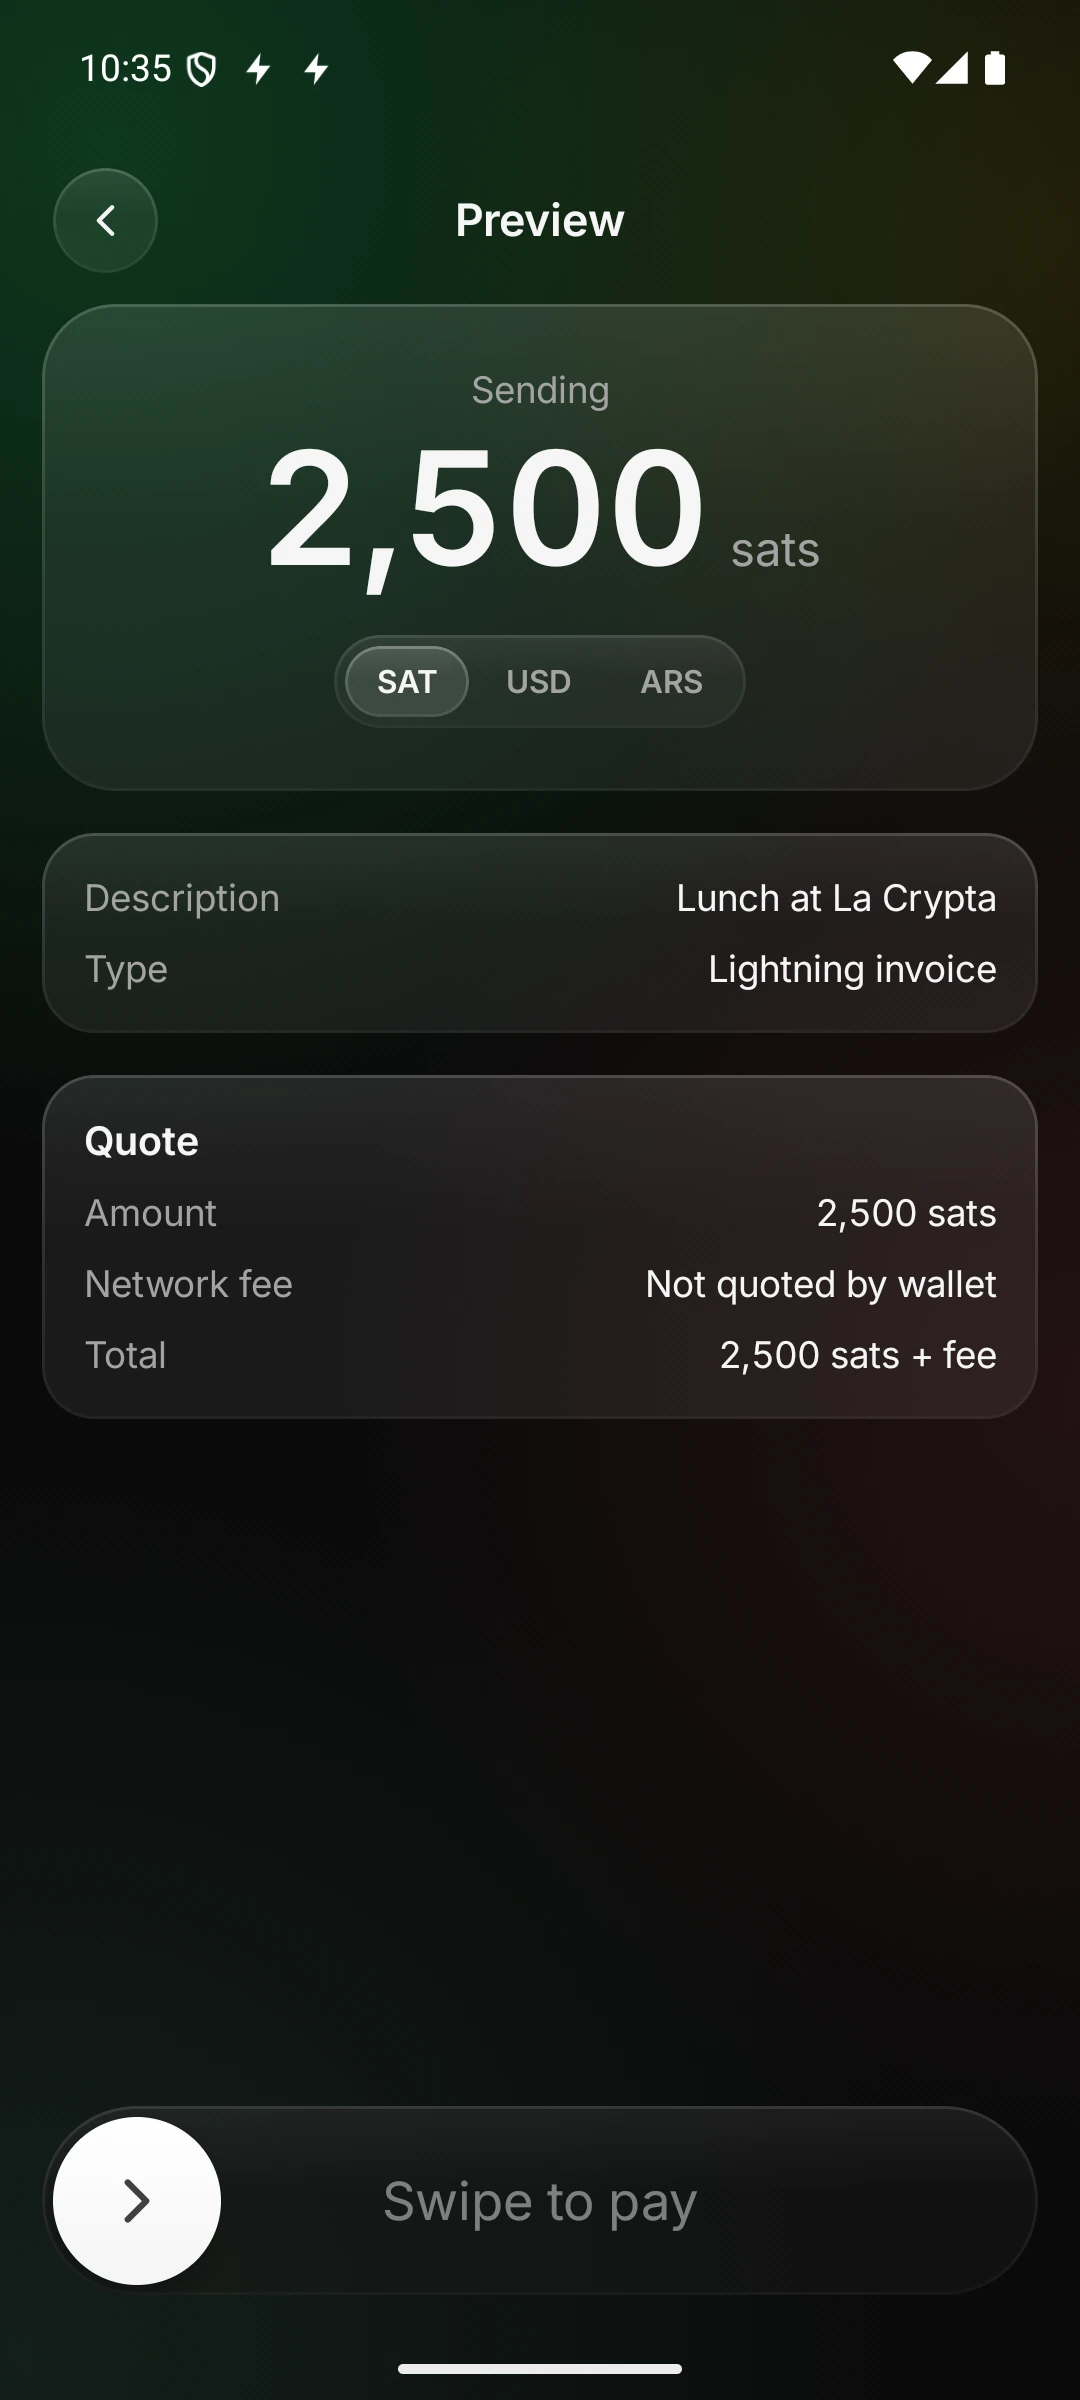 10:35
Preview
Sending
2,500 sats
SAT USD ARS
Description Lunch at La Crypta
Type Lightning invoice
Quote
Amount 2,500 sats
Network fee Not quoted by wallet
Total 2,500 sats + fee
Swipe to pay